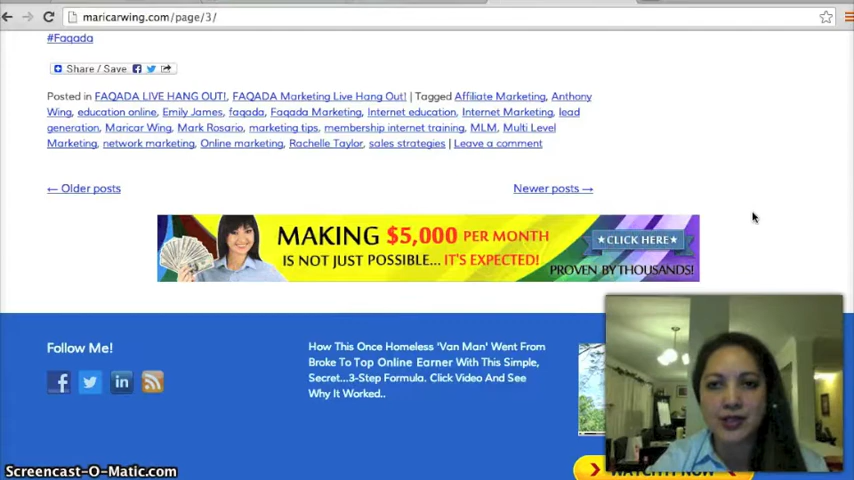 maricarwing.com/page/3/
#Faqada
Share / Save
Posted in FAQADA LIVE HANG OUT!, FAQADA Marketing Live Hang Out! | Tagged Affiliate Marketing, Anthony
Wing, education online, Emily James, faqada, Faqada Marketing, Internet education, Internet Marketing, lead
generation, Maricar Wing, Mark Rosario, marketing tips, membership internet training, MLM, Multi Level
Marketing, network marketing, Online marketing, Rachelle Taylor, sales strategies | Leave a comment
← Older posts
Newer posts →
MAKING $5,000 PER MONTH
IS NOT JUST POSSIBLE... IT'S EXPECTED!
★CLICK HERE★
PROVEN BY THOUSANDS!
Follow Me!
How This Once Homeless 'Van Man' Went From
Broke To Top Online Earner With This Simple,
Secret...3-Step Formula. Click Video And See
Why It Worked..
Screencast-O-Matic.com